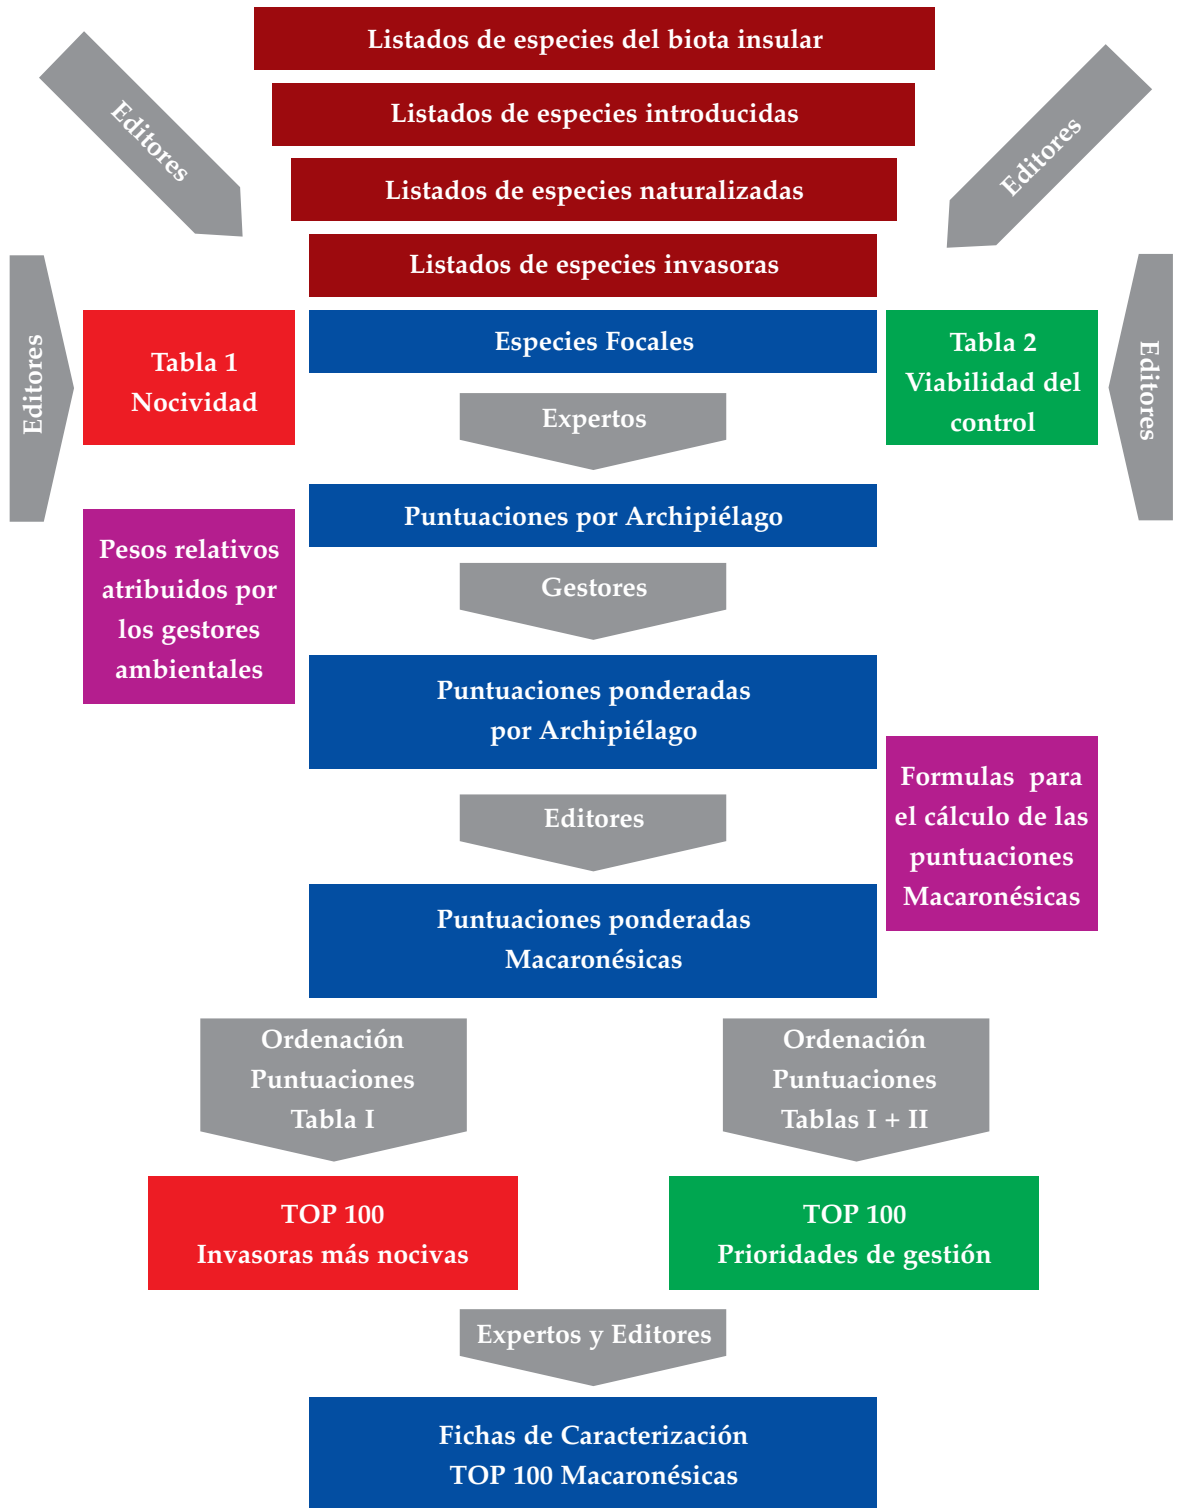 Listados de especies del biota insular
Editores
Editores
Listados de especies introducidas
Listados de especies naturalizadas
Listados de especies invasoras
Editores
Tabla 1
Nocividad
Especies Focales
Tabla 2
Viabilidad del
control
Editores
Expertos
Puntuaciones por Archipiélago
Pesos relativos
atribuidos por
los gestores
ambientales
Gestores
Puntuaciones ponderadas
por Archipiélago
Formulas para
el cálculo de las
puntuaciones
Macaronésicas
Editores
Puntuaciones ponderadas
Macaronésicas
Ordenación
Puntuaciones
Tabla I
Ordenación
Puntuaciones
Tablas I + II
TOP 100
Invasoras más nocivas
TOP 100
Prioridades de gestión
Expertos y Editores
Fichas de Caracterización
TOP 100 Macaronésicas